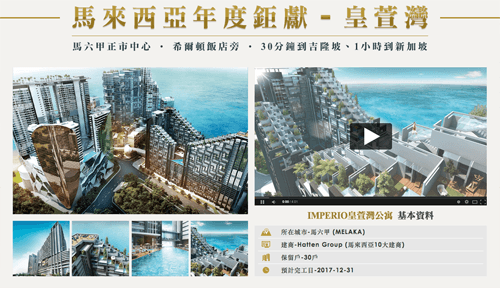 馬來西亞年度鉅獻-皇萱灣
馬六甲正市中心 · 希爾頓飯店旁 · 30分鐘到吉隆坡、1小時到新加坡
IMPERIO皇萱灣公寓 基本資料
所在城市-馬六甲 (MELAKA)
建商-Hatten Group (馬來西亞10大建商)
保留戶-30戶
預計完工日-2017-12-31